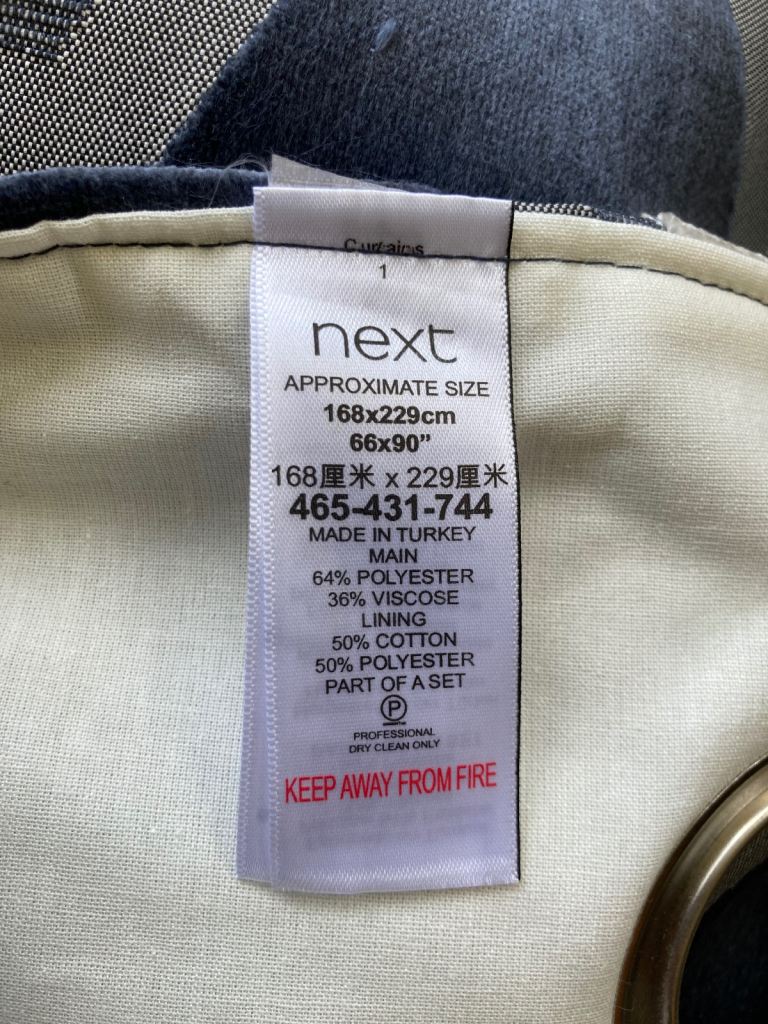 Curtains
1
next
APPROXIMATE SIZE
168x229cm
66x90”
168厘米 x 229厘米
465-431-744
MADE IN TURKEY
MAIN
64% POLYESTER
36% VISCOSE
LINING
50% COTTON
50% POLYESTER
PART OF A SET
P
PROFESSIONAL
DRY CLEAN ONLY
KEEP AWAY FROM FIRE